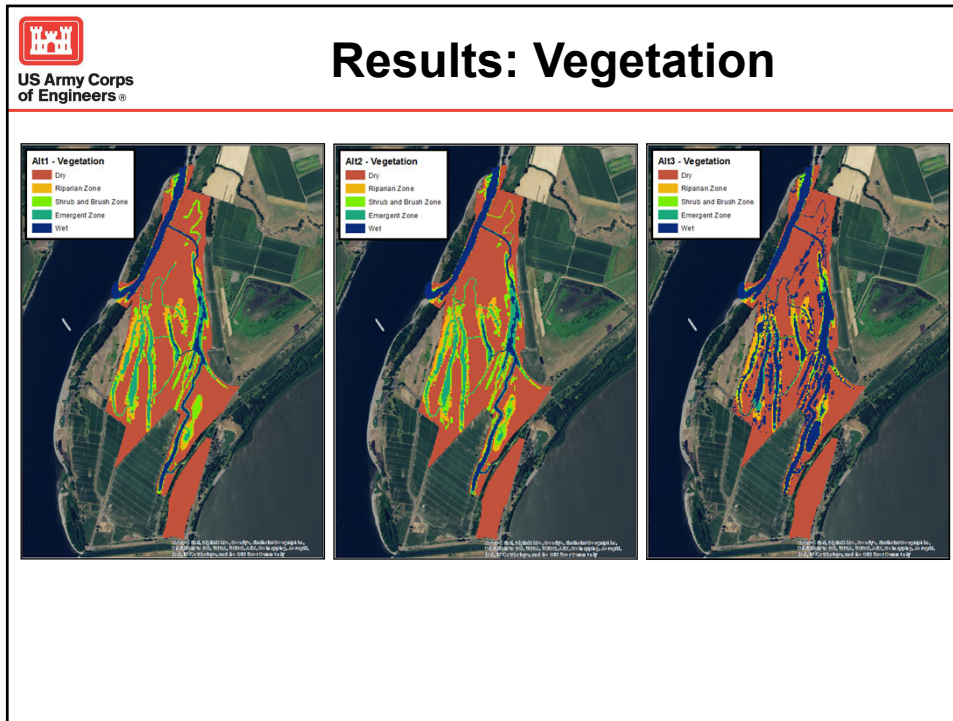 US Army Corps
of Engineers ®
Results: Vegetation
Alt1 - Vegetation
Dry
Riparian Zone
Shrub and Brush Zone
Emergent Zone
Wet
Alt2 - Vegetation
Dry
Riparian Zone
Shrub and Brush Zone
Emergent Zone
Wet
Alt3 - Vegetation
Dry
Riparian Zone
Shrub and Brush Zone
Emergent Zone
Wet